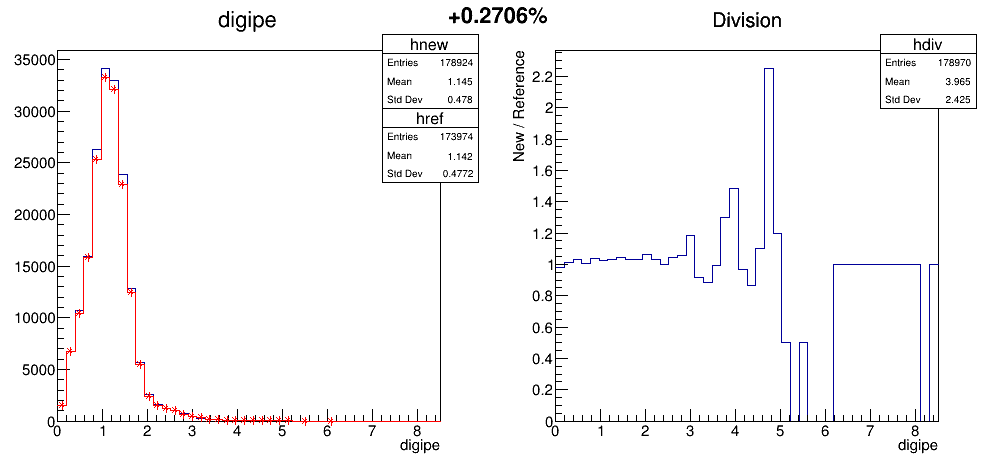 digipe
+0.2706%
Division
hnew
Entries 178924
Mean 1.145
Std Dev 0.478
href
Entries 173974
Mean 1.142
Std Dev 0.4772
35000
30000
25000
20000
15000
10000
5000
0
0 1 2 3 4 5 6 7 8
digipe
hdiv
Entries 178970
Mean 3.965
Std Dev 2.425
New / Reference
2.2
2
1.8
1.6
1.4
1.2
1
0.8
0.6
0.4
0.2
0
0 1 2 3 4 5 6 7 8
digipe